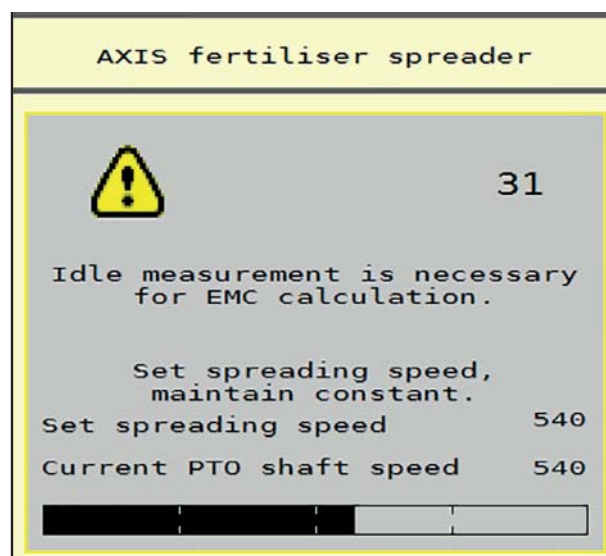 AXIS fertiliser spreader
31
Idle measurement is necessary
for EMC calculation.
Set spreading speed,
maintain constant.
Set spreading speed 540
Current PTO shaft speed 540